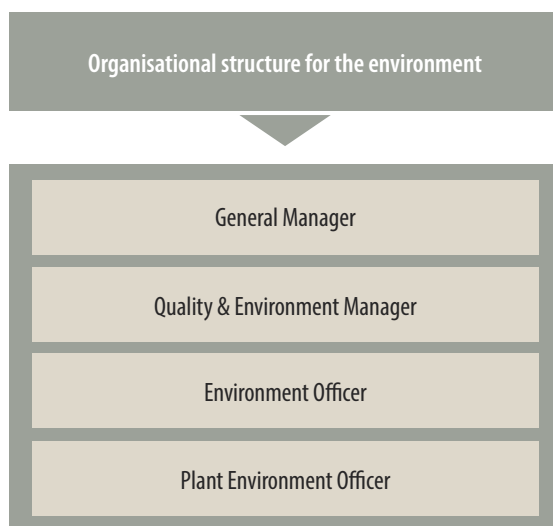 Organisational structure for the environment
General Manager
Quality & Environment Manager
Environment Officer
Plant Environment Officer